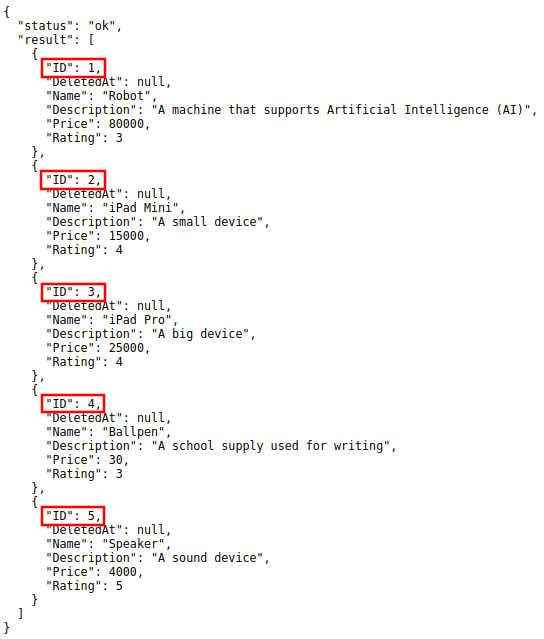 {
  "status": "ok",
  "result": [
    {
      "ID": 1,
      "DeletedAt": null,
      "Name": "Robot",
      "Description": "A machine that supports Artificial Intelligence (AI)",
      "Price": 80000,
      "Rating": 3
    },
    {
      "ID": 2,
      "DeletedAt": null,
      "Name": "iPad Mini",
      "Description": "A small device",
      "Price": 15000,
      "Rating": 4
    },
    {
      "ID": 3,
      "DeletedAt": null,
      "Name": "iPad Pro",
      "Description": "A big device",
      "Price": 25000,
      "Rating": 4
    },
    {
      "ID": 4,
      "DeletedAt": null,
      "Name": "Ballpen",
      "Description": "A school supply used for writing",
      "Price": 30,
      "Rating": 3
    },
    {
      "ID": 5,
      "DeletedAt": null,
      "Name": "Speaker",
      "Description": "A sound device",
      "Price": 4000,
      "Rating": 5
    }
  ]
}